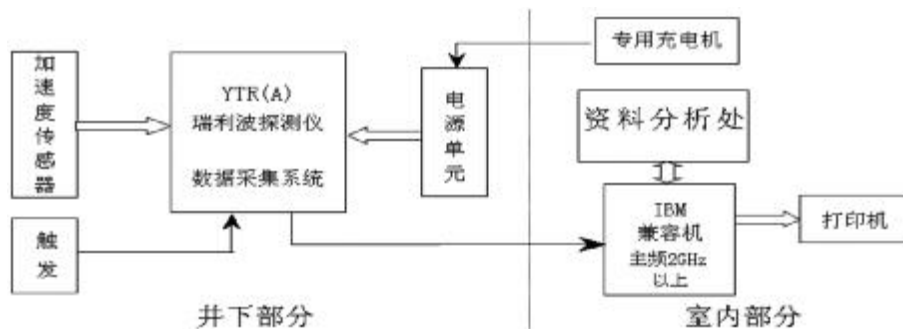 加速度传感器
触发
YTR(A)
瑞利波探测仪
数据采集系统
电源单元
井下部分
专用充电机
资料分析处
IBM
兼容机
主频2GHz
以上
打印机
室内部分